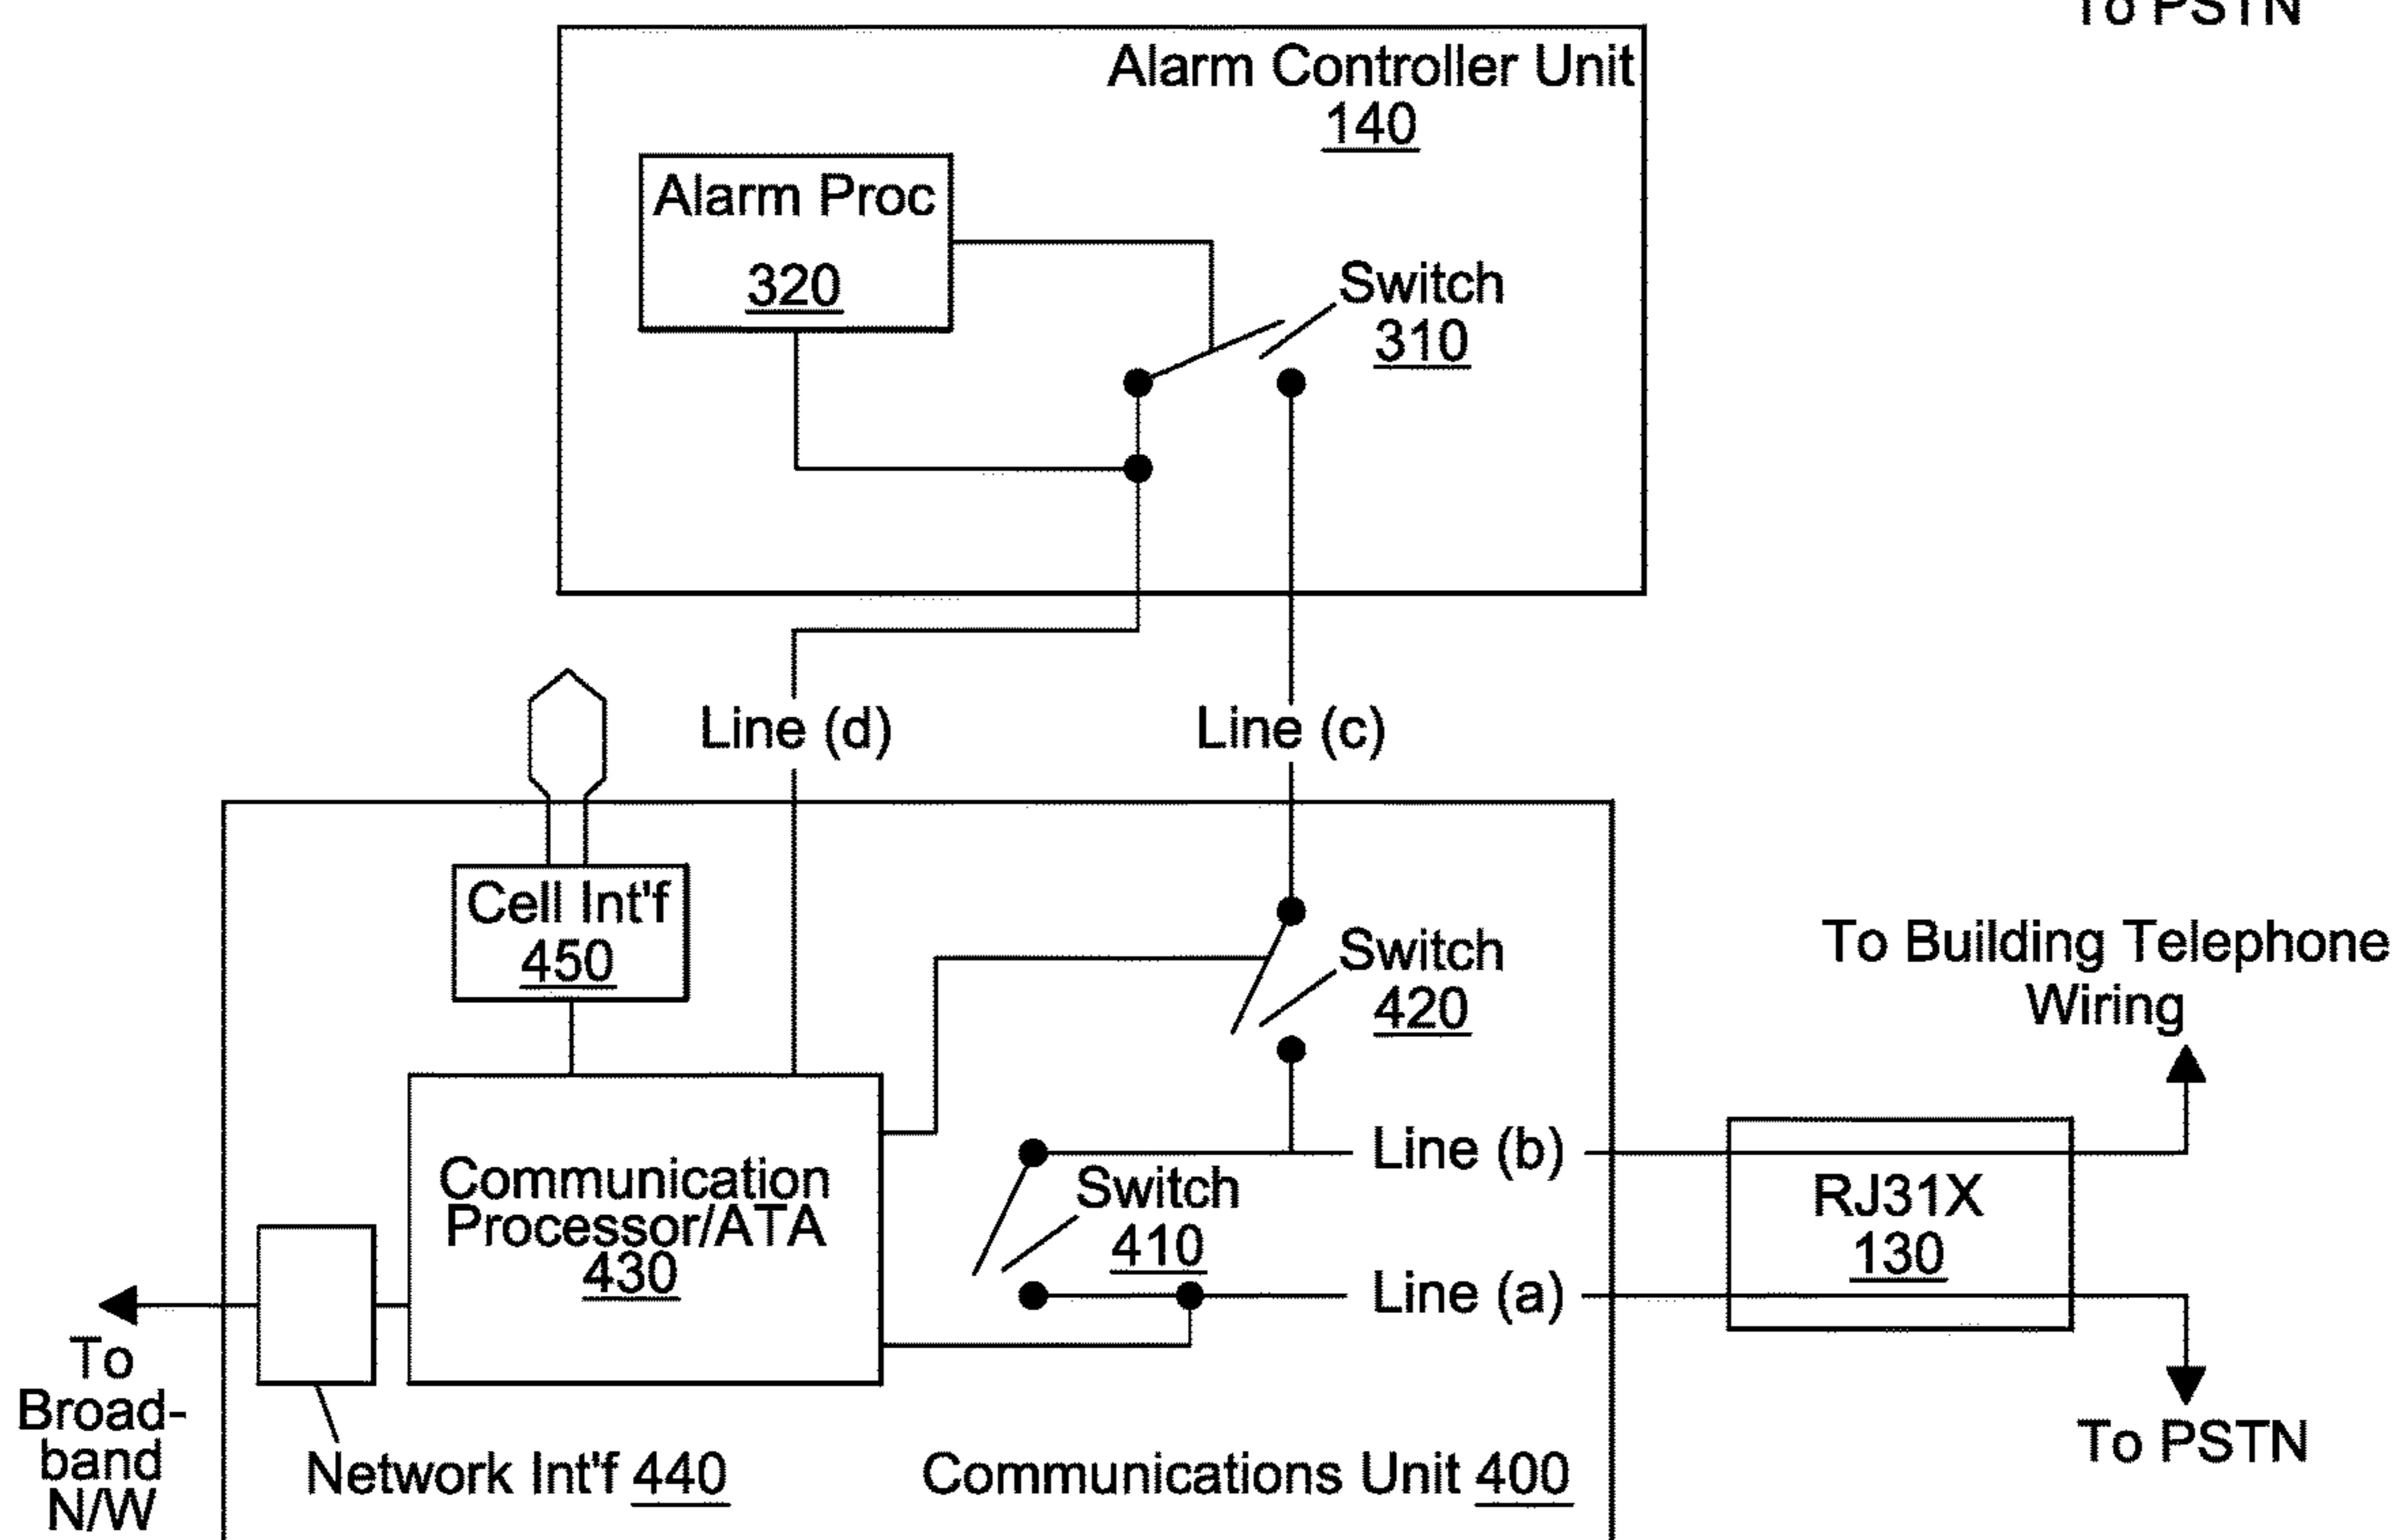 To PSTN
Alarm Controller Unit
140
Alarm Proc
320
Switch
310
Line (d)
Line (c)
Cell Int'f
450
Switch
420
To Building Telephone
Wiring
Communication
Processor/ATA
430
Line (b)
Switch
410
Line (a)
RJ31X
130
To
Broad-
band
N/W
Network Int'f 440
Communications Unit 400
To PSTN